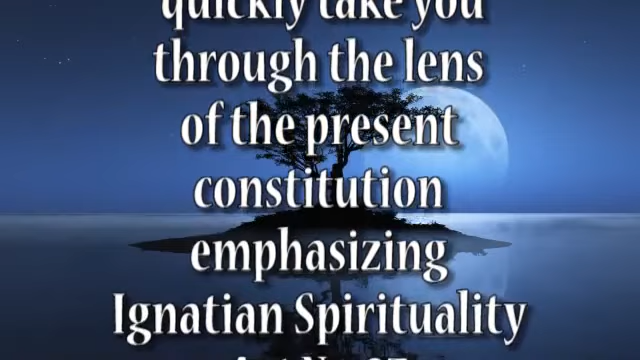 quickly take you
through the lens
of the present
constitution
emphasizing
Ignatian Spirituality